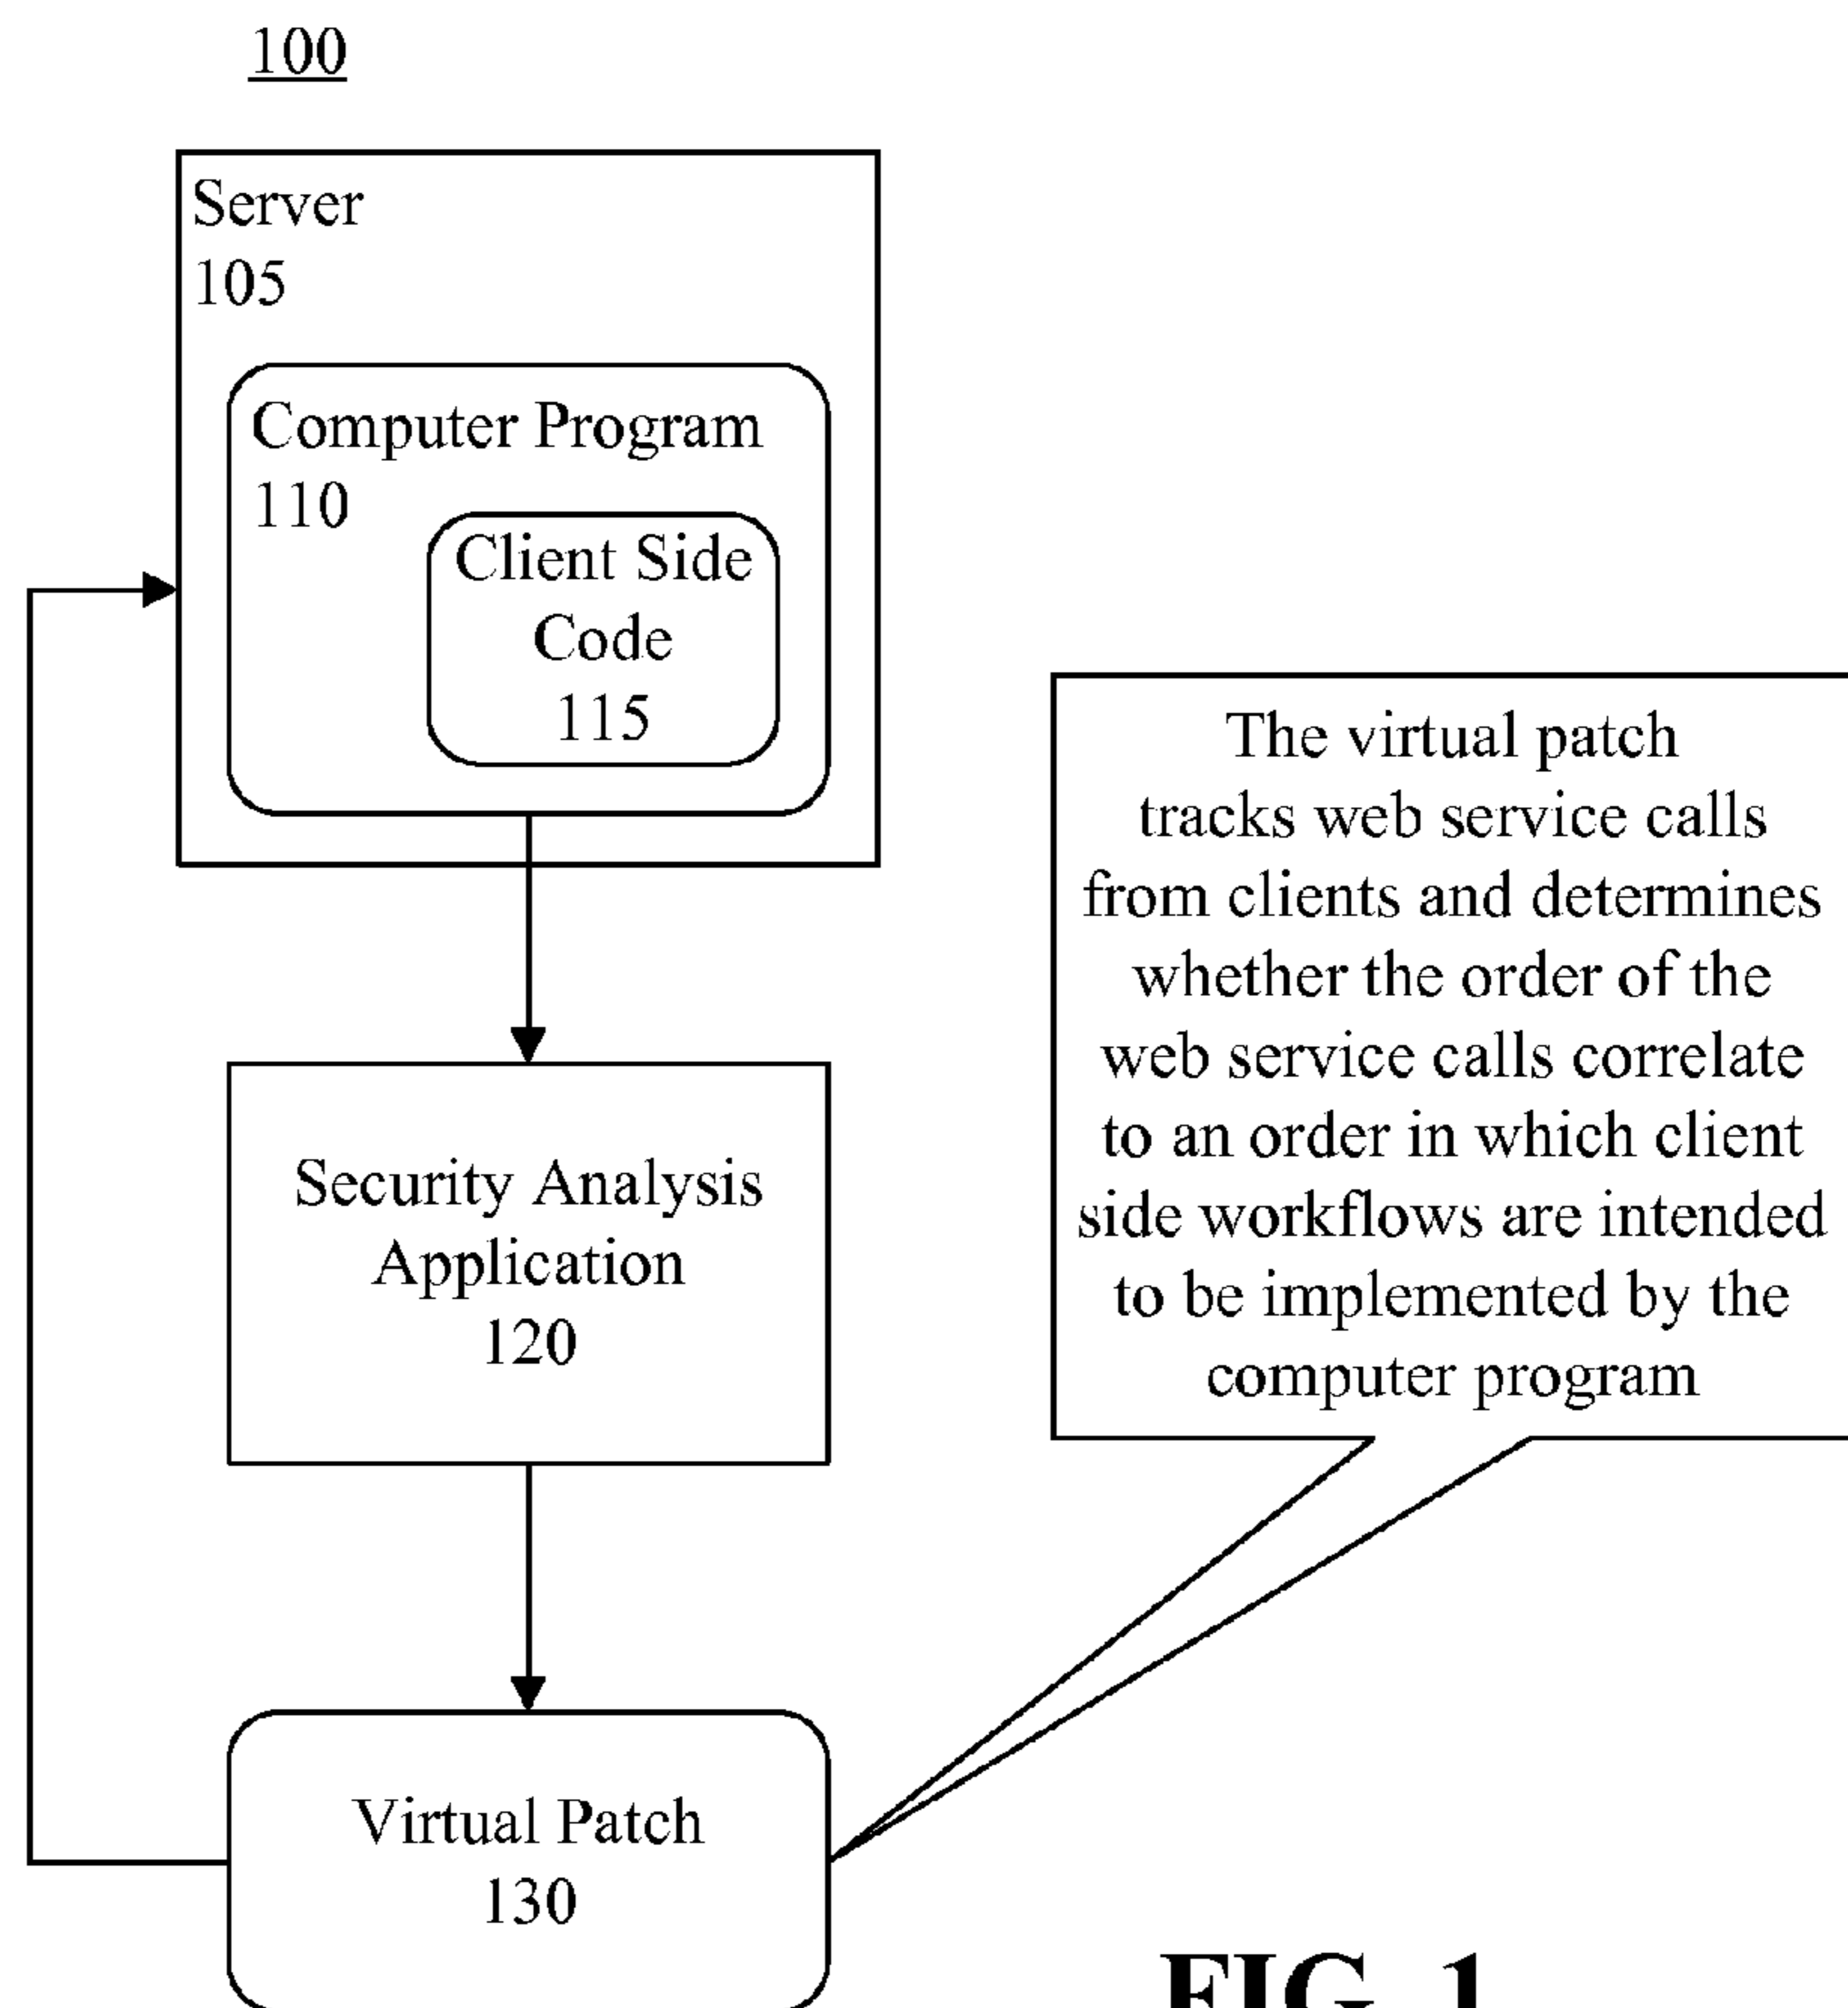 100
Server
105
Computer Program
110
Client Side
Code
115
The virtual patch
tracks web service calls
from clients and determines
whether the order of the
web service calls correlate
to an order in which client
side workflows are intended
to be implemented by the
computer program
Security Analysis
Application
120
Virtual Patch
130
FIG. 1